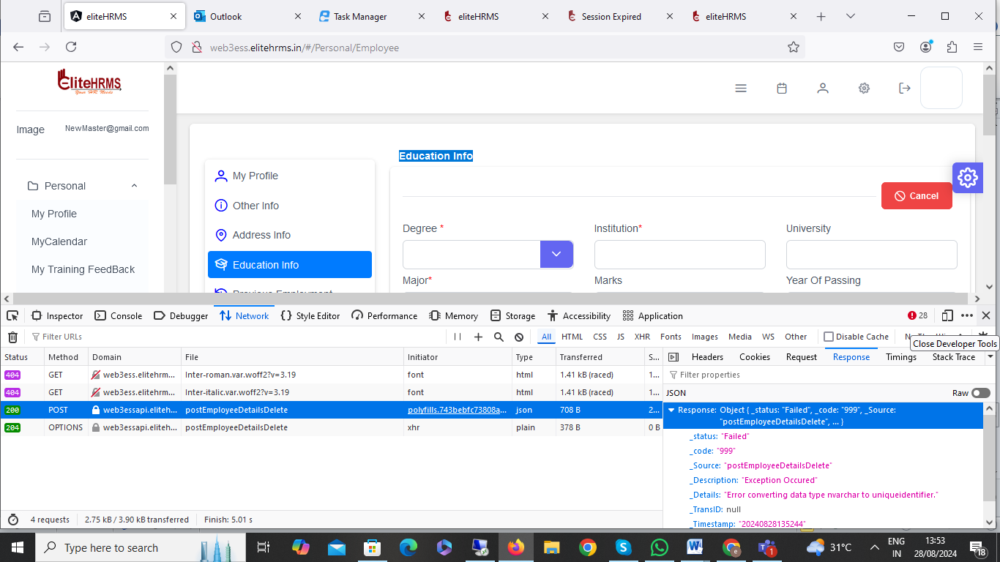 eliteHRMS
Outlook
Task Manager
eliteHRMS
Session Expired
eliteHRMS
web3ess.elitehrms.in/#/Personal/Employee
EliteHRMS
Your HR Needs
Image
NewMaster@gmail.com
Personal
My Profile
MyCalendar
My Training FeedBack
My Profile
Other Info
Address Info
Education Info
Previous Employment
Education Info
Cancel
Degree *
Institution*
University
Major*
Marks
Year Of Passing
Inspector
Console
Debugger
Network
Style Editor
Performance
Memory
Storage
Accessibility
Application
28
Filter URLs
All
HTML
CSS
JS
XHR
Fonts
Images
Media
WS
Other
Disable Cache
Close Developer Tools
Status
Method
Domain
File
Initiator
Type
Transferred
S...
404 GET web3ess.elitehrm... Inter-roman.var.woff2?v=3.19 font html 1.41 kB (raced) 1...
404 GET web3ess.elitehrm... Inter-italic.var.woff2?v=3.19 font html 1.41 kB (raced) 1...
200 POST web3essapi.eliteh... postEmployeeDetailsDelete polyfills.743bebfc73808a... json 708 B 2...
204 OPTIONS web3essapi.eliteh... postEmployeeDetailsDelete xhr plain 378 B 0 B
Headers
Cookies
Request
Response
Timings
Stack Trace
Filter properties
JSON
Raw
Response: Object { _status: "Failed", _code: "999", _Source:
"postEmployeeDetailsDelete", … }
_status: "Failed"
_code: "999"
_Source: "postEmployeeDetailsDelete"
_Description: "Exception Occured"
_Details: "Error converting data type nvarchar to uniqueidentifier."
_TransID: null
_Timestamp: "20240828135244"
4 requests
2.75 kB / 3.90 kB transferred
Finish: 5.01 s
Type here to search
31°C
ENG
IN
13:53
28/08/2024
18